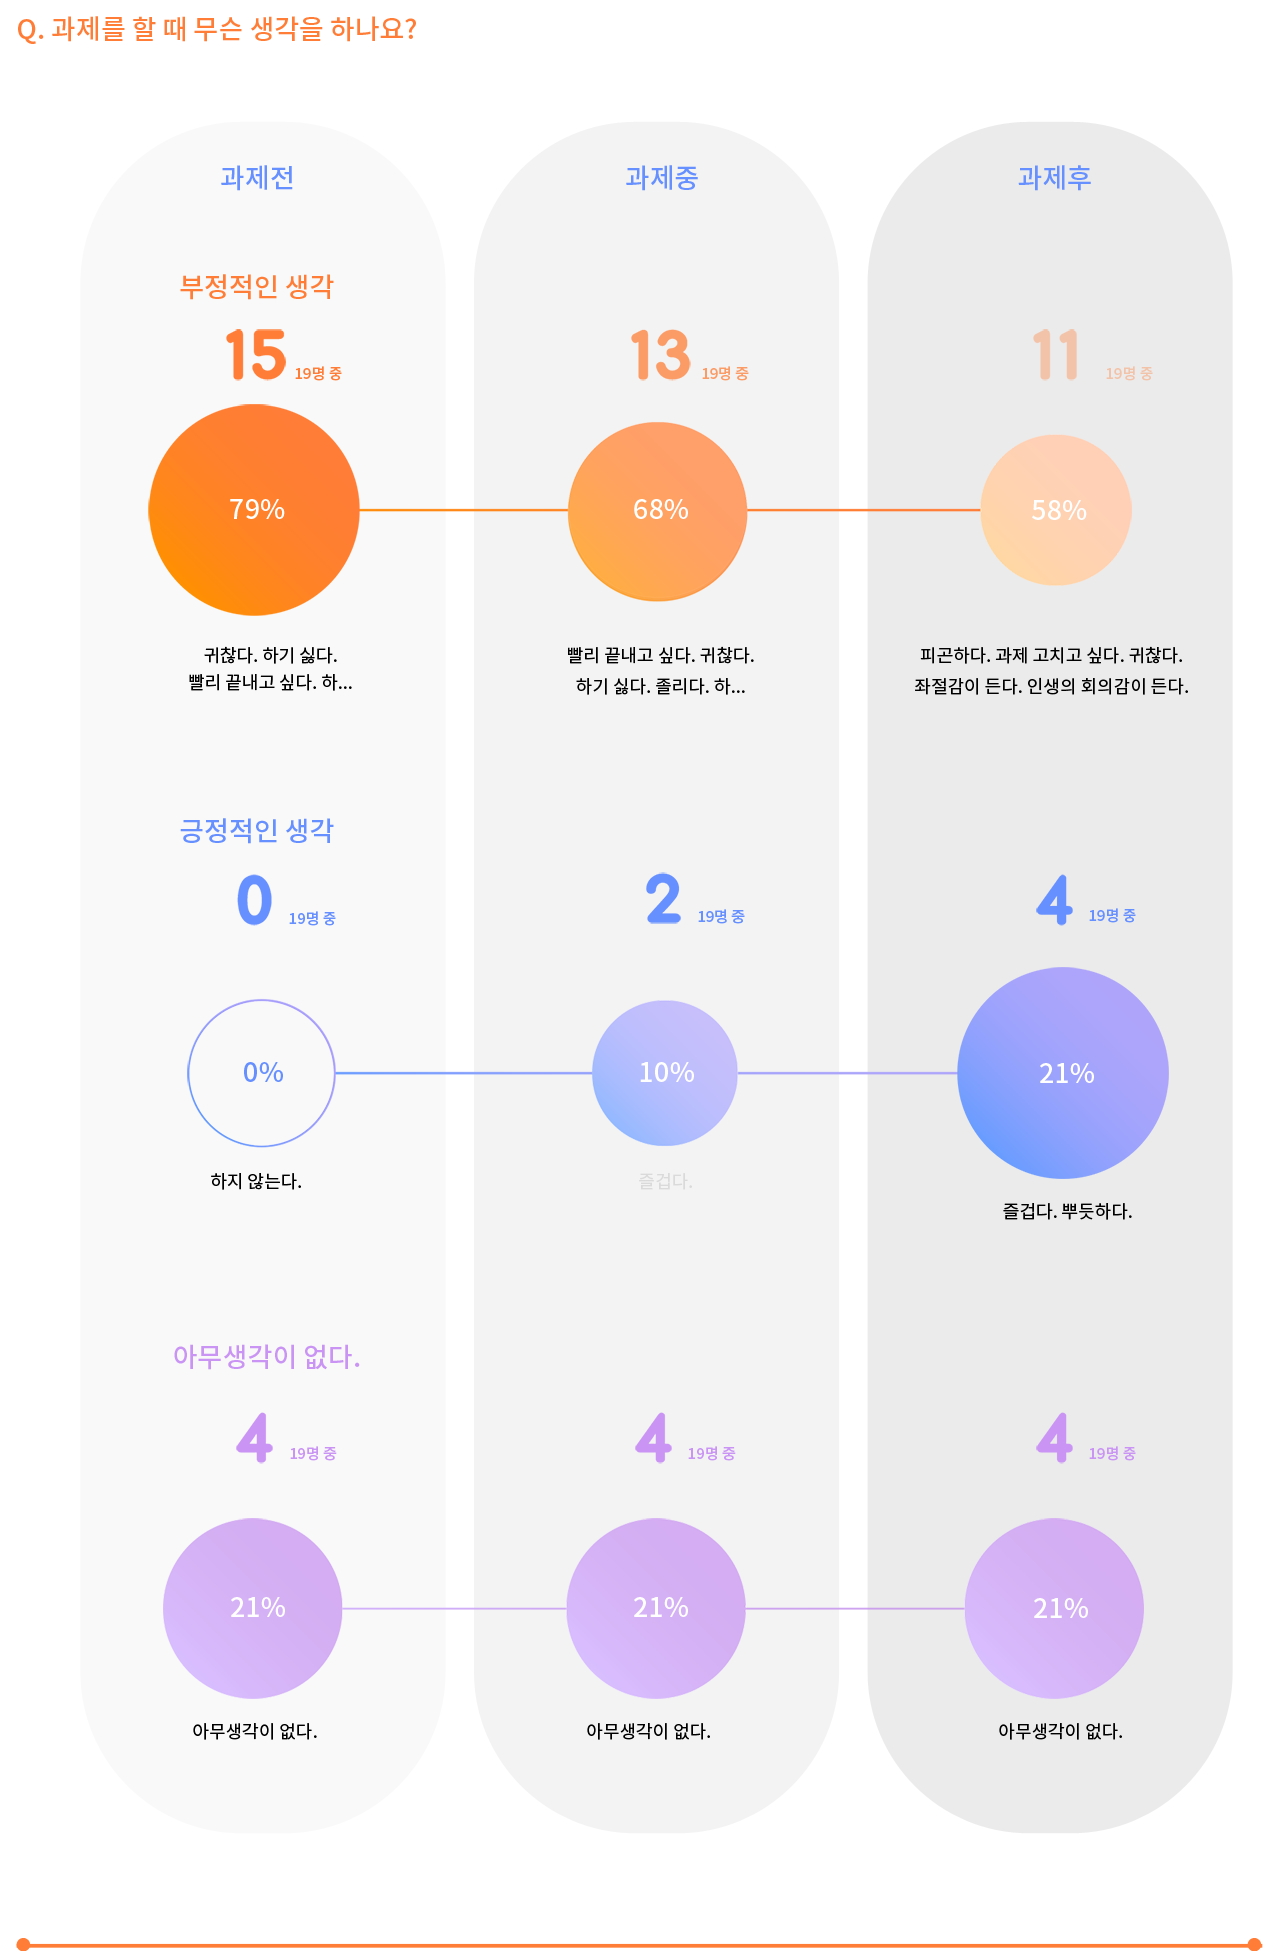 Q. 과제를 할 때 무슨 생각을 하나요?
과제전
과제중
과제후
부정적인 생각
15 19명 중
13 19명 중
11 19명 중
79%
68%
58%
귀찮다. 하기 싫다.
빨리 끝내고 싶다. 하...
빨리 끝내고 싶다. 귀찮다.
하기 싫다. 졸리다. 하...
피곤하다. 과제 고치고 싶다. 귀찮다.
좌절감이 든다. 인생의 회의감이 든다.
긍정적인 생각
0 19명 중
2 19명 중
4 19명 중
0%
10%
21%
하지 않는다.
즐겁다.
즐겁다. 뿌듯하다.
아무생각이 없다.
4 19명 중
4 19명 중
4 19명 중
21%
21%
21%
아무생각이 없다.
아무생각이 없다.
아무생각이 없다.